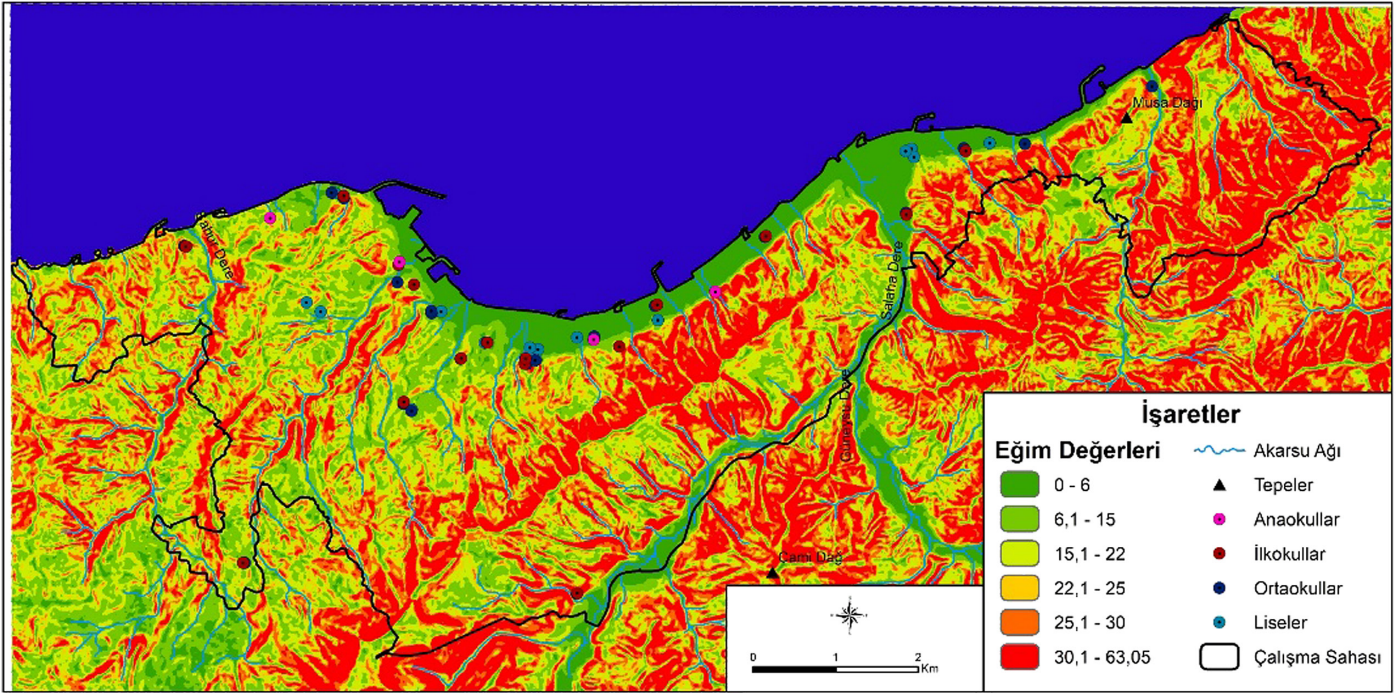 Musa Dağı
Salaha Dere
Cami Dağ
İşaretler
Eğim Değerleri
0 - 6
6,1 - 15
15,1 - 22
22,1 - 25
25,1 - 30
30,1 - 63,05
Akarsu Ağı
Tepeler
Anaokullar
İlkokullar
Ortaokullar
Liseler
Çalışma Sahası
0 1 2
Km